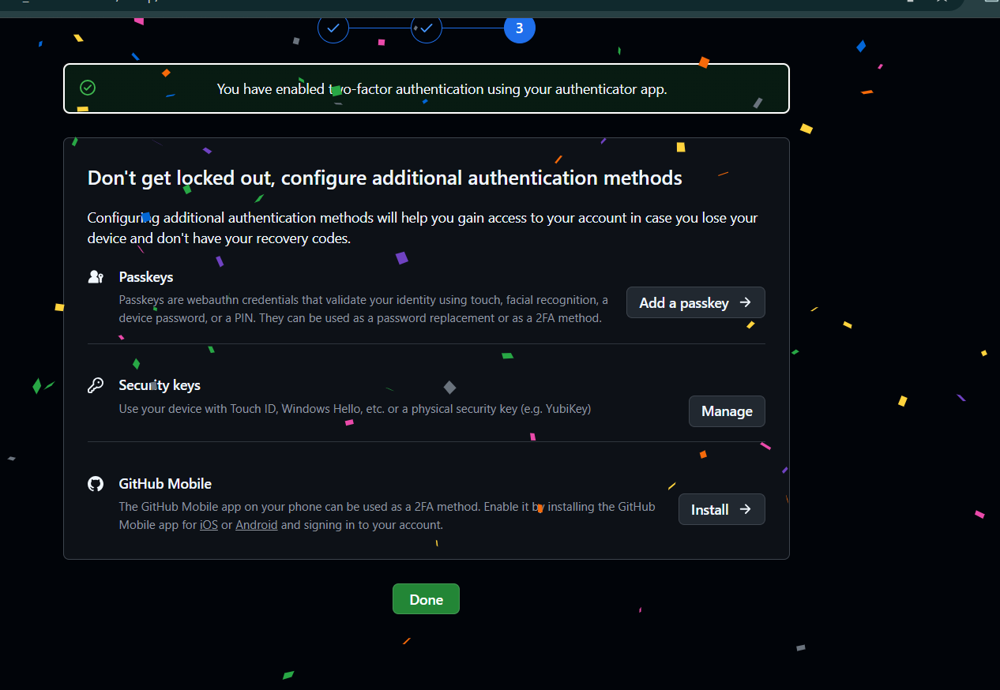 3
You have enabled two-factor authentication using your authenticator app.
Don't get locked out, configure additional authentication methods
Configuring additional authentication methods will help you gain access to your account in case you lose your
device and don't have your recovery codes.
Passkeys
Passkeys are webauthn credentials that validate your identity using touch, facial recognition, a
device password, or a PIN. They can be used as a password replacement or as a 2FA method.
Add a passkey
Security keys
Use your device with Touch ID, Windows Hello, etc. or a physical security key (e.g. YubiKey)
Manage
GitHub Mobile
The GitHub Mobile app on your phone can be used as a 2FA method. Enable it by installing the GitHub
Mobile app for iOS or Android and signing in to your account.
Install
Done